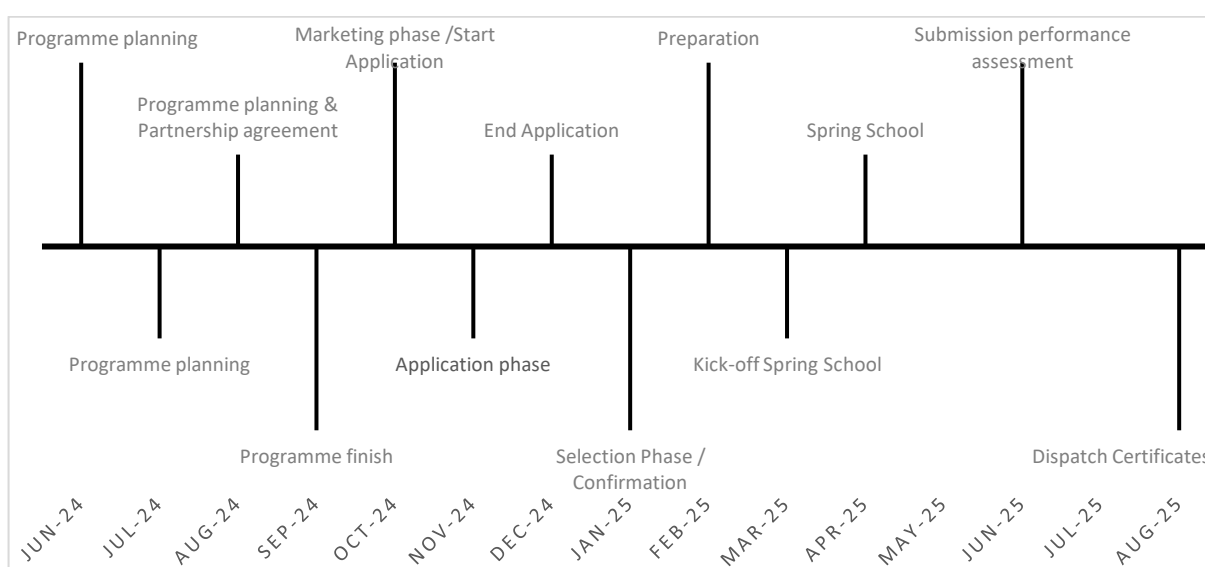 Programme planning
Marketing phase /Start
Application
Preparation
Submission performance
assessment
Programme planning &
Partnership agreement
End Application
Spring School
Programme planning
Application phase
Kick-off Spring School
Programme finish
Selection Phase /
Confirmation
Dispatch Certificates
JUN-24
JUL-24
AUG-24
SEP-24
OCT-24
NOV-24
DEC-24
JAN-25
FEB-25
MAR-25
APR-25
MAY-25
JUN-25
JUL-25
AUG-25